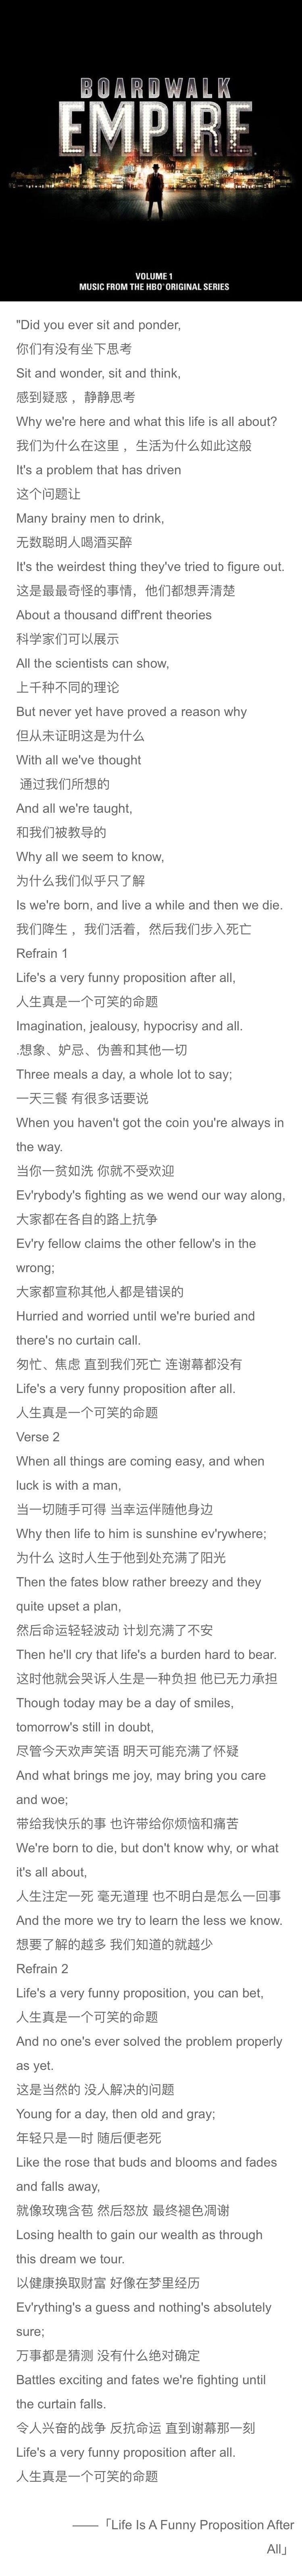 BOARDWALK
EMPIRE
VOLUME 1
MUSIC FROM THE HBO® ORIGINAL SERIES
"Did you ever sit and ponder,
你们有没有坐下思考
Sit and wonder, sit and think,
感到疑惑 ，静静思考
Why we're here and what this life is all about?
我们为什么在这里 ，生活为什么如此这般
It's a problem that has driven
这个问题让
Many brainy men to drink,
无数聪明人喝酒买醉
It's the weirdest thing they've tried to figure out.
这是最最奇怪的事情，他们都想弄清楚
About a thousand diff'rent theories
科学家们可以展示
All the scientists can show,
上千种不同的理论
But never yet have proved a reason why
但从未证明这是为什么
With all we've thought
通过我们所想的
And all we're taught,
和我们被教导的
Why all we seem to know,
为什么我们似乎只了解
Is we're born, and live a while and then we die.
我们降生 ，我们活着，然后我们步入死亡
Refrain 1
Life's a very funny proposition after all,
人生真是一个可笑的命题
Imagination, jealousy, hypocrisy and all.
.想象、妒忌、伪善和其他一切
Three meals a day, a whole lot to say;
一天三餐 有很多话要说
When you haven't got the coin you're always in
the way.
当你一贫如洗 你就不受欢迎
Ev'rybody's fighting as we wend our way along,
大家都在各自的路上抗争
Ev'ry fellow claims the other fellow's in the
wrong;
大家都宣称其他人都是错误的
Hurried and worried until we're buried and
there's no curtain call.
匆忙、焦虑 直到我们死亡 连谢幕都没有
Life's a very funny proposition after all.
人生真是一个可笑的命题
Verse 2
When all things are coming easy, and when
luck is with a man,
当一切随手可得 当幸运伴随他身边
Why then life to him is sunshine ev'rywhere;
为什么 这时人生于他到处充满了阳光
Then the fates blow rather breezy and they
quite upset a plan,
然后命运轻轻波动 计划充满了不安
Then he'll cry that life's a burden hard to bear.
这时他就会哭诉人生是一种负担 他已无力承担
Though today may be a day of smiles,
tomorrow's still in doubt,
尽管今天欢声笑语 明天可能充满了怀疑
And what brings me joy, may bring you care
and woe;
带给我快乐的事 也许带给你烦恼和痛苦
We're born to die, but don't know why, or what
it's all about,
人生注定一死 毫无道理 也不明白是怎么一回事
And the more we try to learn the less we know.
想要了解的越多 我们知道的就越少
Refrain 2
Life's a very funny proposition, you can bet,
人生真是一个可笑的命题
And no one's ever solved the problem properly
as yet.
这是当然的 没人解决的问题
Young for a day, then old and gray;
年轻只是一时 随后便老死
Like the rose that buds and blooms and fades
and falls away,
就像玫瑰含苞 然后怒放 最终褪色凋谢
Losing health to gain our wealth as through
this dream we tour.
以健康换取财富 好像在梦里经历
Ev'rything's a guess and nothing's absolutely
sure;
万事都是猜测 没有什么绝对确定
Battles exciting and fates we're fighting until
the curtain falls.
令人兴奋的战争 反抗命运 直到谢幕那一刻
Life's a very funny proposition after all.
人生真是一个可笑的命题
——「Life Is A Funny Proposition After
All」